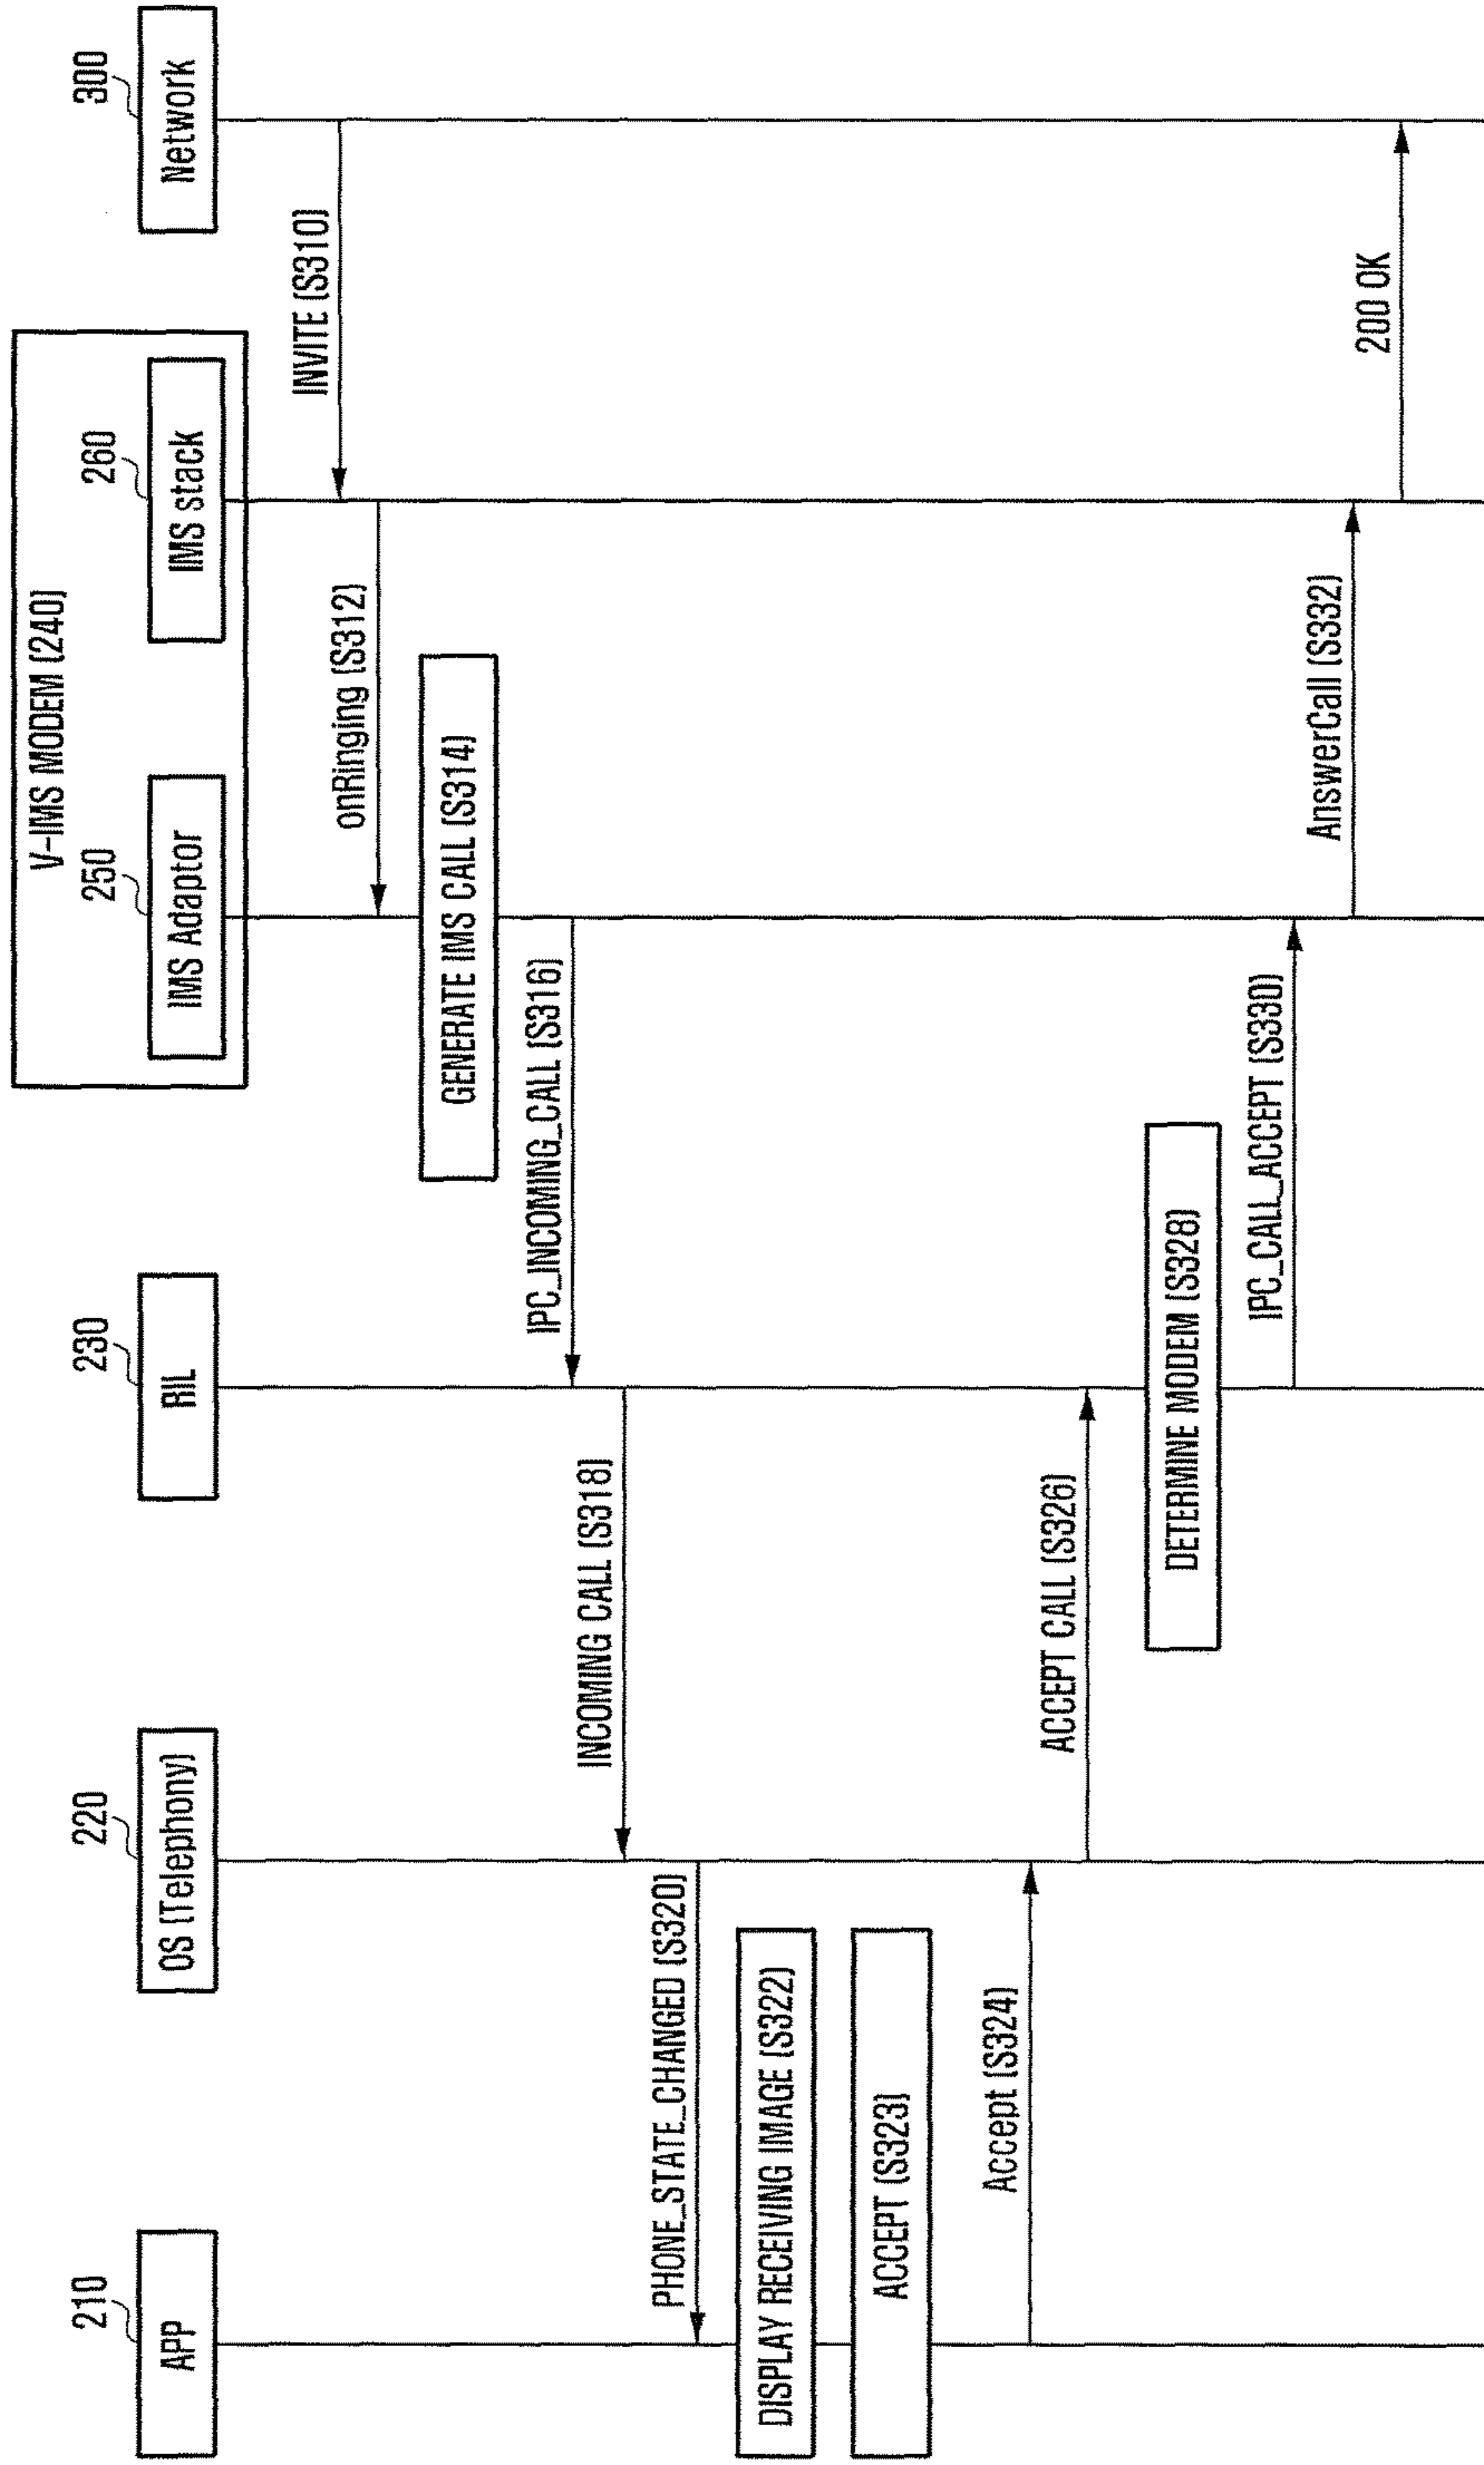 210
APP
220
OS (Telephony)
230
RIL
V-IMS MODEM (240)
250
IMS Adaptor
260
IMS stack
300
Network
INVITE (S310)
onRinging (S312)
GENERATE IMS CALL (S314)
IPC_INCOMING_CALL (S316)
INCOMING CALL (S318)
PHONE_STATE_CHANGED (S320)
DISPLAY RECEIVING IMAGE (S322)
ACCEPT (S323)
Accept (S324)
ACCEPT CALL (S326)
DETERMINE MODEM (S328)
IPC_CALL_ACCEPT (S330)
AnswerCall (S332)
200 OK